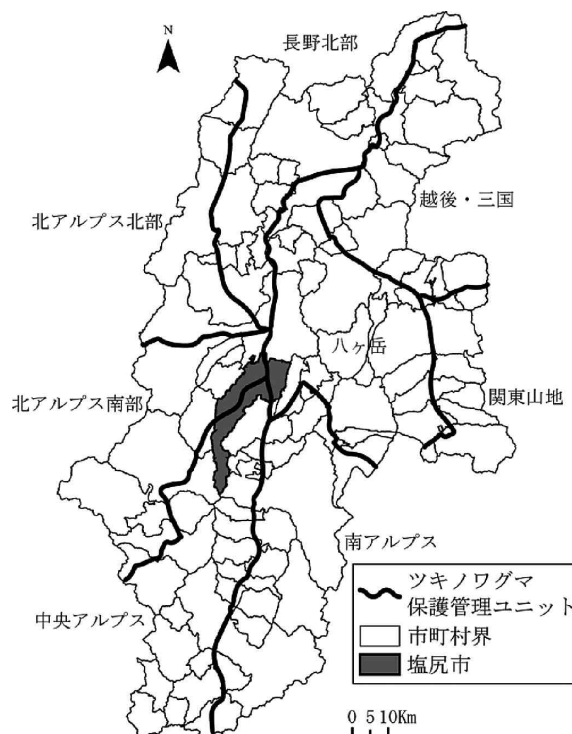 N
長野北部
北アルプス北部
越後・三国
八ヶ岳
北アルプス南部
関東山地
南アルプス
中央アルプス
ツキノワグマ
保護管理ユニット
市町村界
塩尻市
0 5 10Km